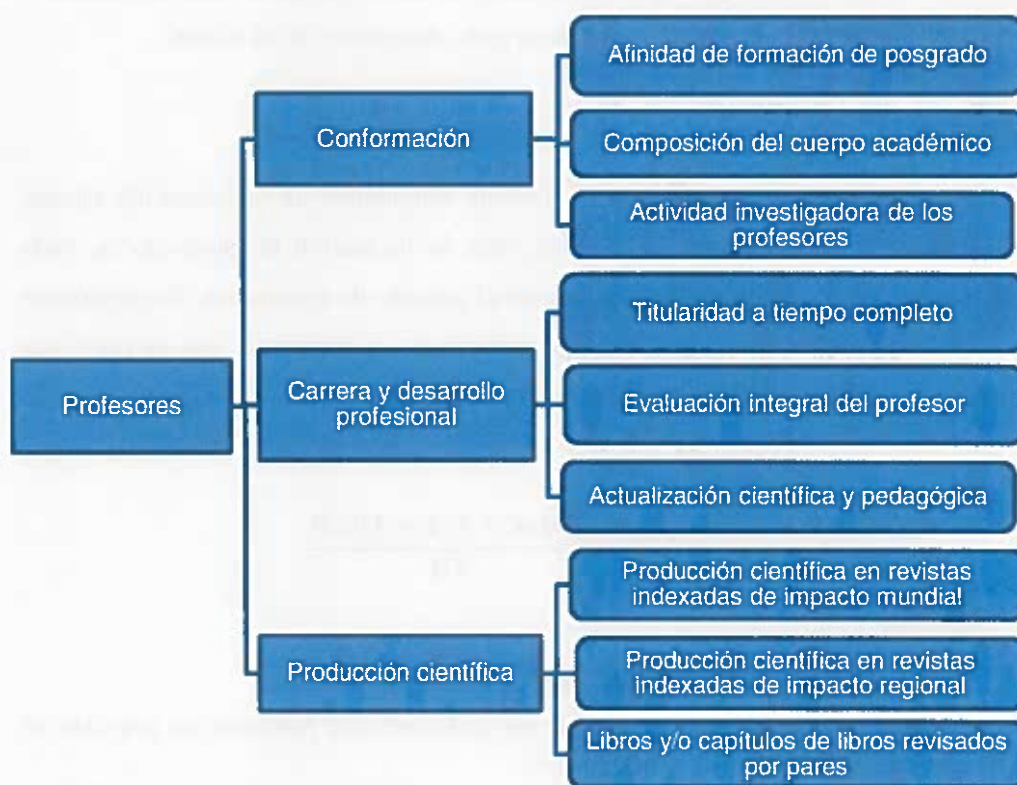 Profesores
Conformación
Afinidad de formación de posgrado
Composición del cuerpo académico
Actividad investigadora de los
profesores
Carrera y desarrollo
profesional
Titularidad a tiempo completo
Evaluación integral del profesor
Actualización científica y pedagógica
Producción científica
Producción científica en revistas
indexadas de impacto mundial
Producción científica en revistas
indexadas de impacto regional
Libros y/o capítulos de libros revisados
por pares